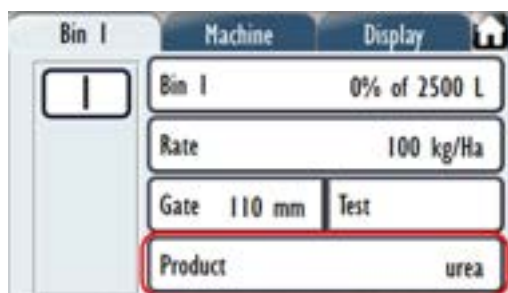 Bin 1 Machine Display
1
Bin 1 0% of 2500 L
Rate 100 kg/Ha
Gate 110 mm Test
Product urea